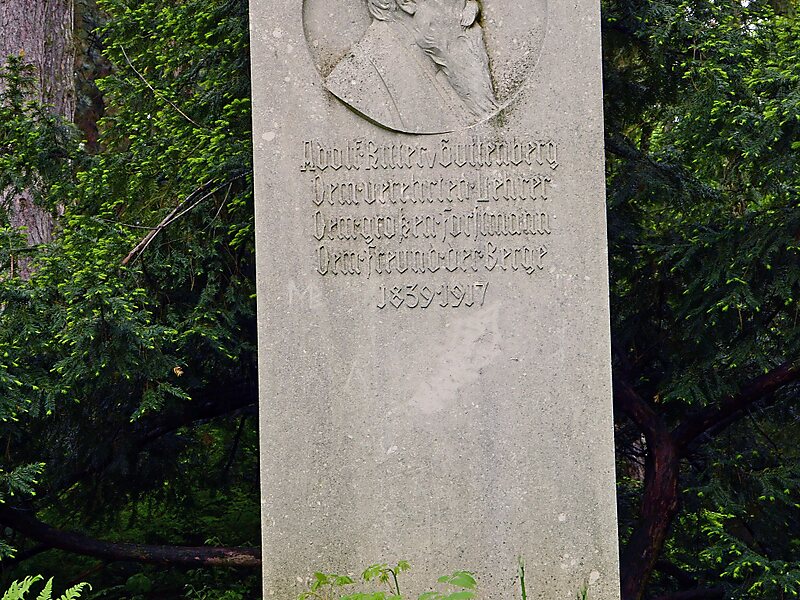 Adolf·Ritter v Guttenberg
Dem·verehrten·Lehrer
Dem·großen·Forstmann
Dem·Freund·der·Berge
1839·1917
M